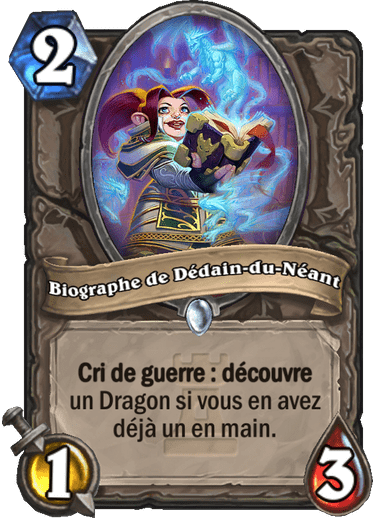 2
Biographe de Dédain-du-Néant
Cri de guerre : découvre
un Dragon si vous en avez
déjà un en main.
1
3